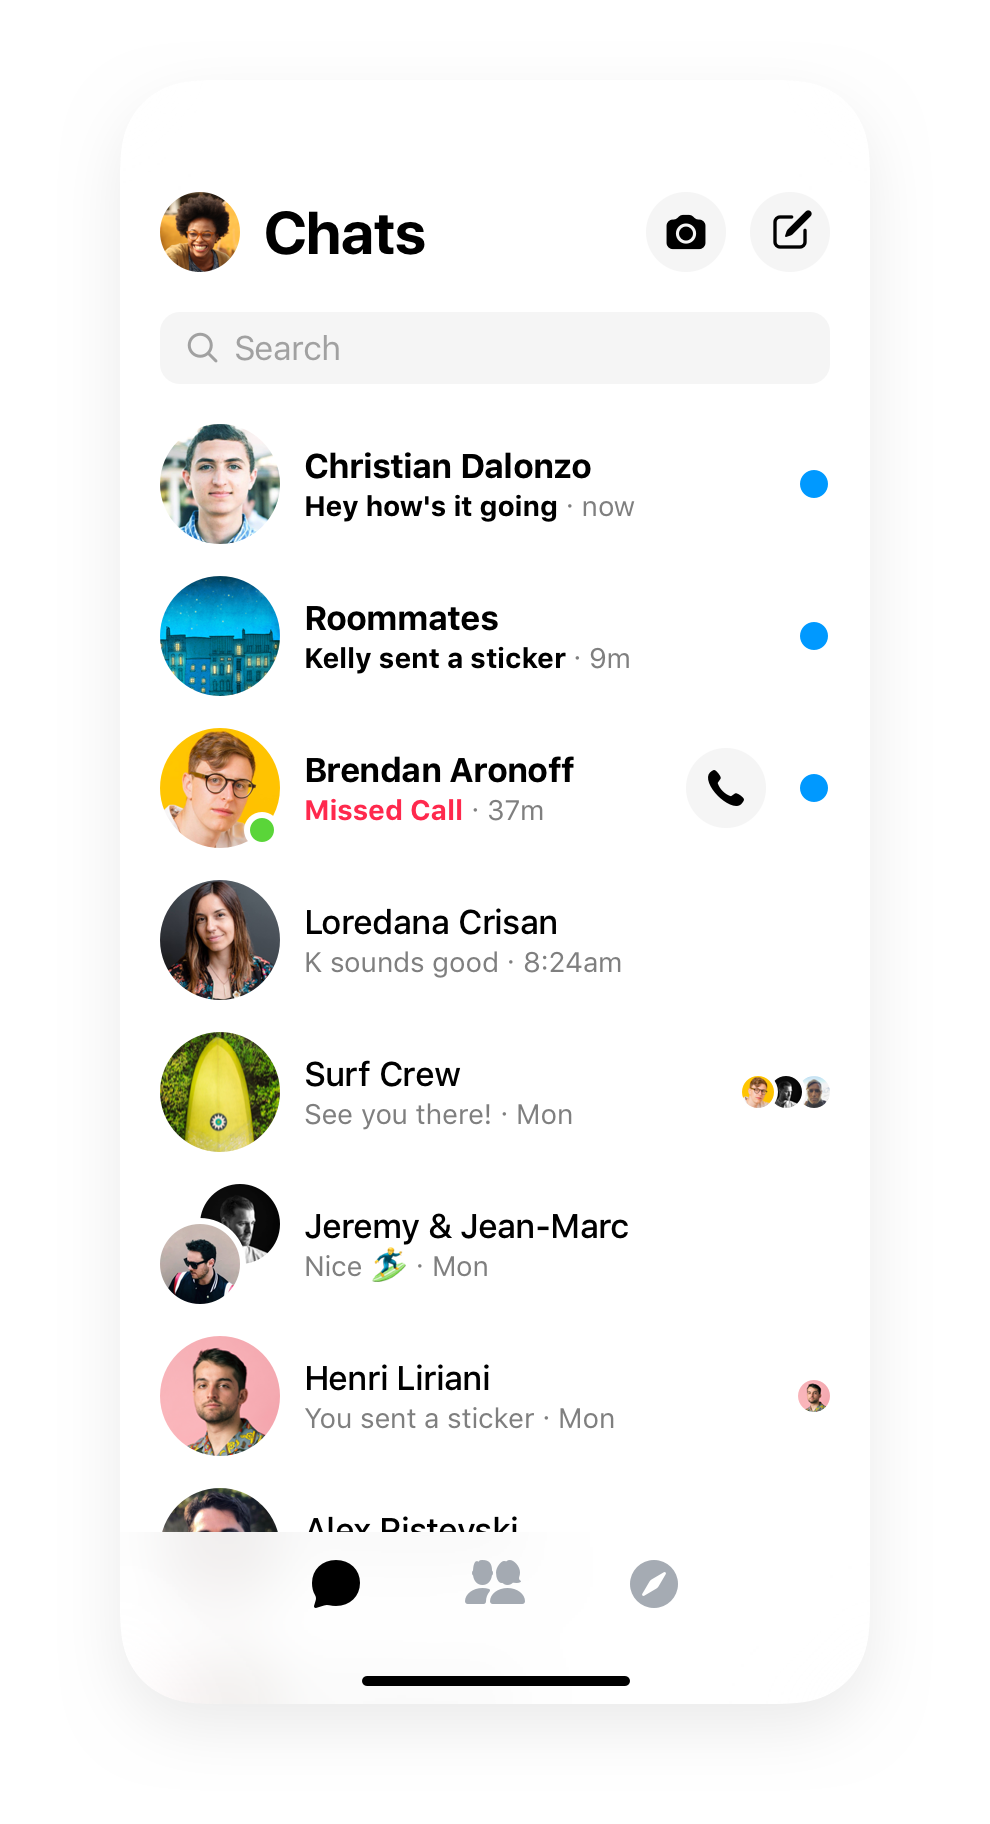 Chats
Search
Christian Dalonzo
Hey how's it going · now
Roommates
Kelly sent a sticker · 9m
Brendan Aronoff
Missed Call · 37m
Loredana Crisan
K sounds good · 8:24am
Surf Crew
See you there! · Mon
Jeremy & Jean-Marc
Nice 🏄‍♂️ · Mon
Henri Liriani
You sent a sticker · Mon
Alex Ristevski